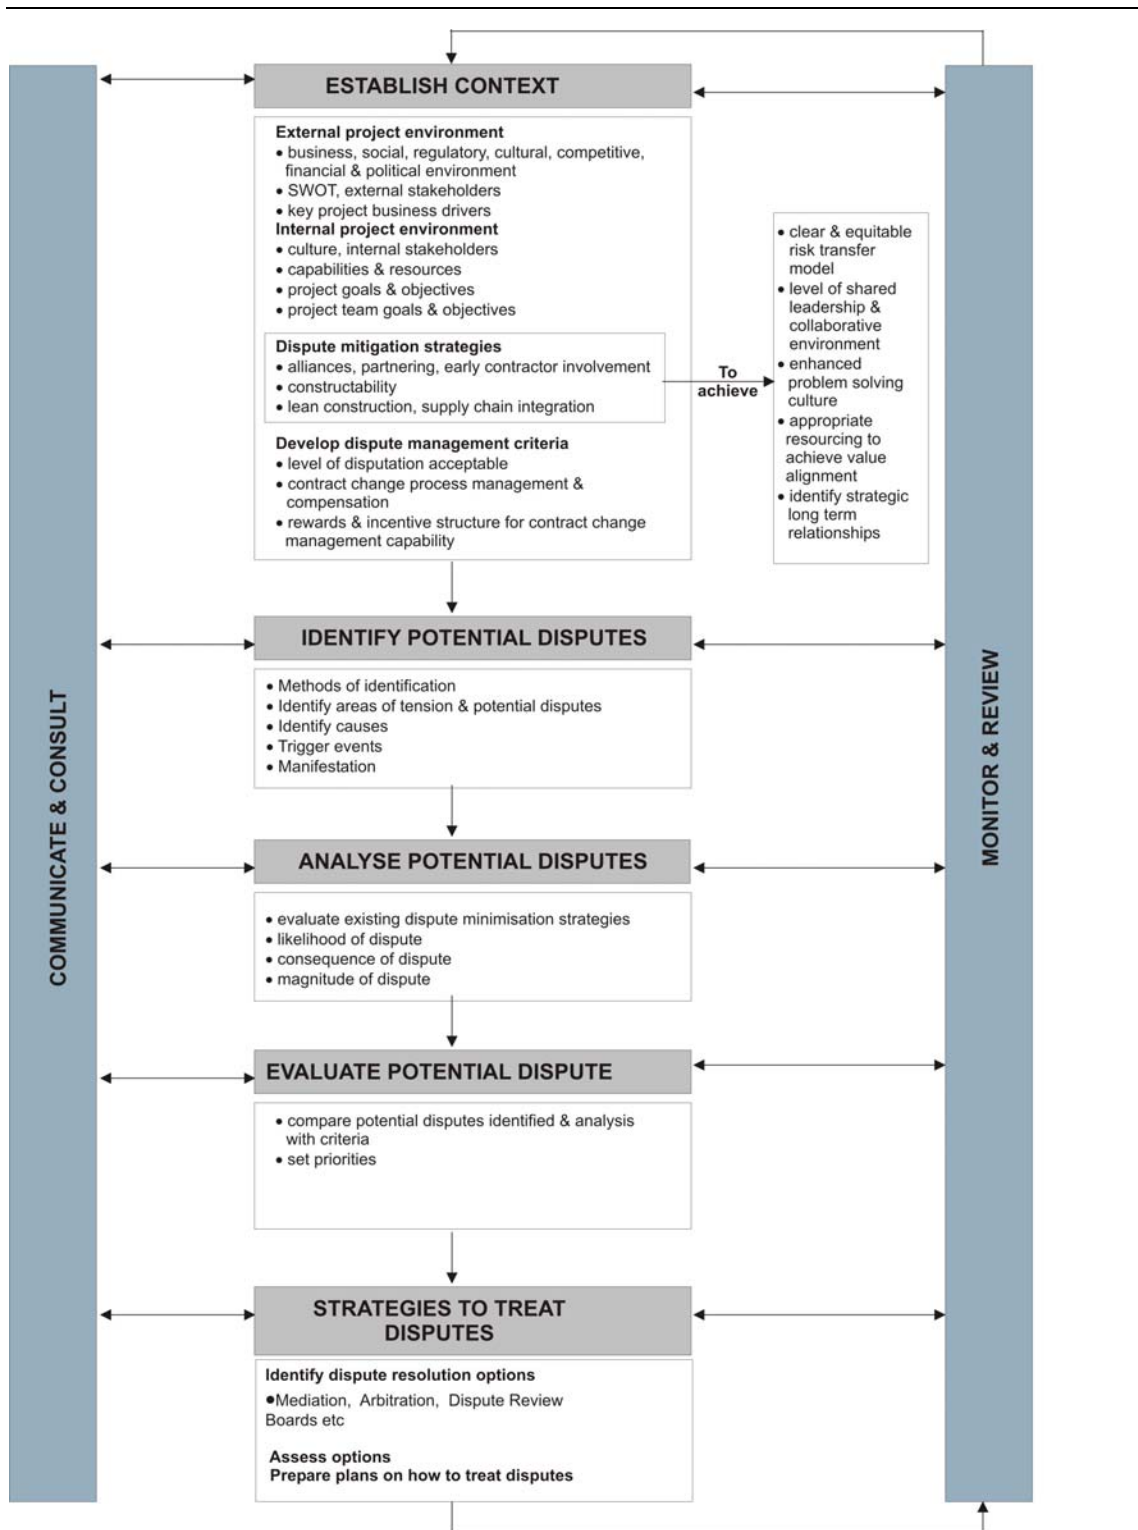 ESTABLISH CONTEXT
External project environment
• business, social, regulatory, cultural, competitive,
financial & political environment
• SWOT, external stakeholders
• key project business drivers
Internal project environment
• culture, internal stakeholders
• capabilities & resources
• project goals & objectives
• project team goals & objectives
Dispute mitigation strategies
• alliances, partnering, early contractor involvement
• constructability
• lean construction, supply chain integration
To
achieve
• clear & equitable
risk transfer
model
• level of shared
leadership &
collaborative
environment
• enhanced
problem solving
culture
• appropriate
resourcing to
achieve value
alignment
• identify strategic
long term
relationships
Develop dispute management criteria
• level of disputation acceptable
• contract change process management &
compensation
• rewards & incentive structure for contract change
management capability
IDENTIFY POTENTIAL DISPUTES
• Methods of identification
• Identify areas of tension & potential disputes
• Identify causes
• Trigger events
• Manifestation
ANALYSE POTENTIAL DISPUTES
• evaluate existing dispute minimisation strategies
• likelihood of dispute
• consequence of dispute
• magnitude of dispute
EVALUATE POTENTIAL DISPUTE
• compare potential disputes identified & analysis
with criteria
• set priorities
STRATEGIES TO TREAT
DISPUTES
Identify dispute resolution options
•Mediation, Arbitration, Dispute Review
Boards etc
Assess options
Prepare plans on how to treat disputes
COMMUNICATE & CONSULT
MONITOR & REVIEW